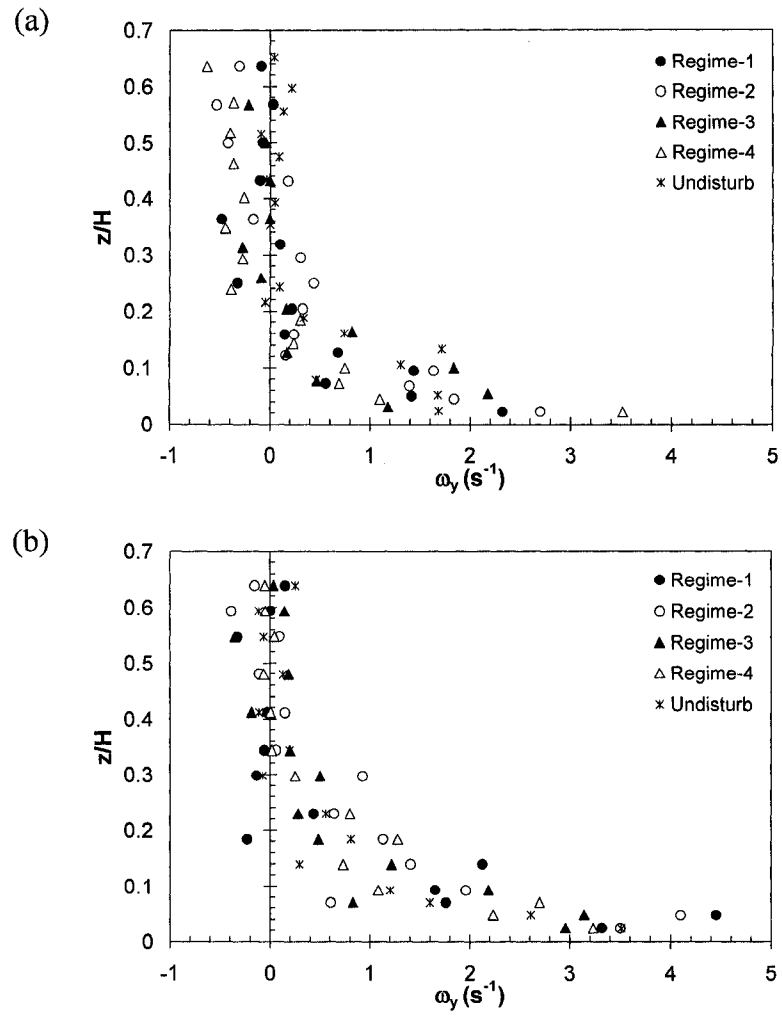 (a)
0.7
0.6
0.5
0.4
0.3
0.2
0.1
0
z/H
-1 0 1 2 3 4 5
ωy (s-1)
Regime-1
Regime-2
Regime-3
Regime-4
Undisturb
(b)
0.7
0.6
0.5
0.4
0.3
0.2
0.1
0
z/H
-1 0 1 2 3 4 5
ωy (s-1)
Regime-1
Regime-2
Regime-3
Regime-4
Undisturb